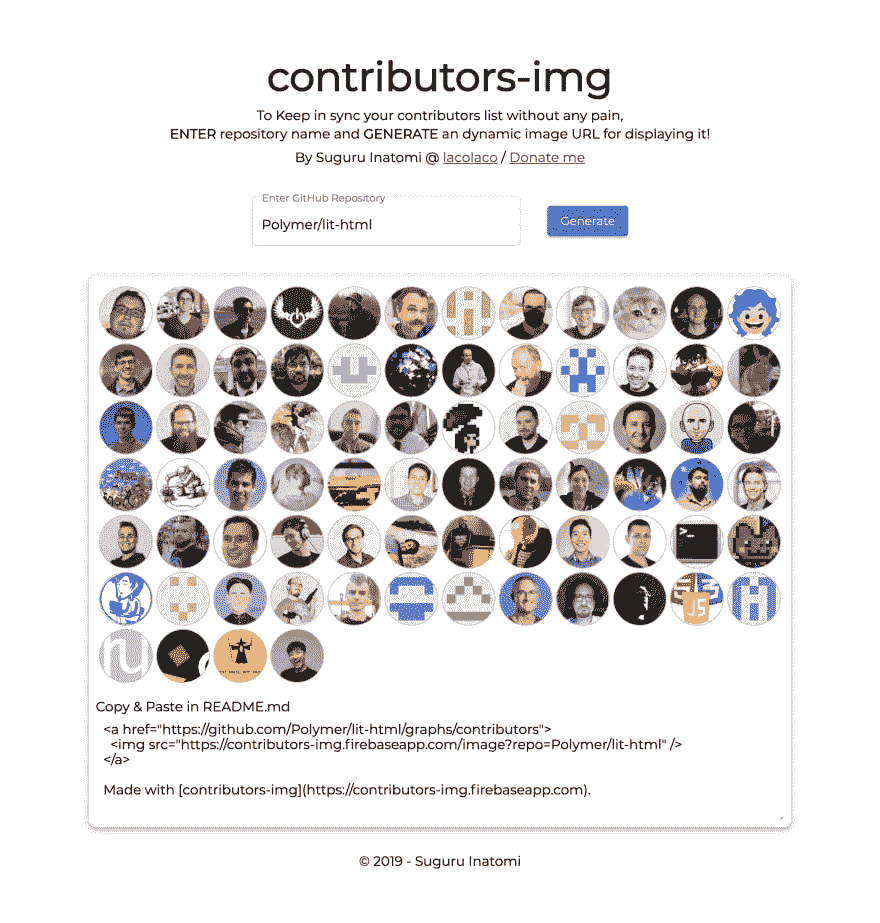 contributors-img
To Keep in sync your contributors list without any pain,
ENTER repository name and GENERATE an dynamic image URL for displaying it!
By Suguru Inatomi @ lacolaco / Donate me
Enter GitHub Repository
Polymer/lit-html
Generate
JS
Copy & Paste in README.md
<a href="https://github.com/Polymer/lit-html/graphs/contributors">
<img src="https://contributors-img.firebaseapp.com/image?repo=Polymer/lit-html" />
</a>
Made with [contributors-img](https://contributors-img.firebaseapp.com).
© 2019 - Suguru Inatomi